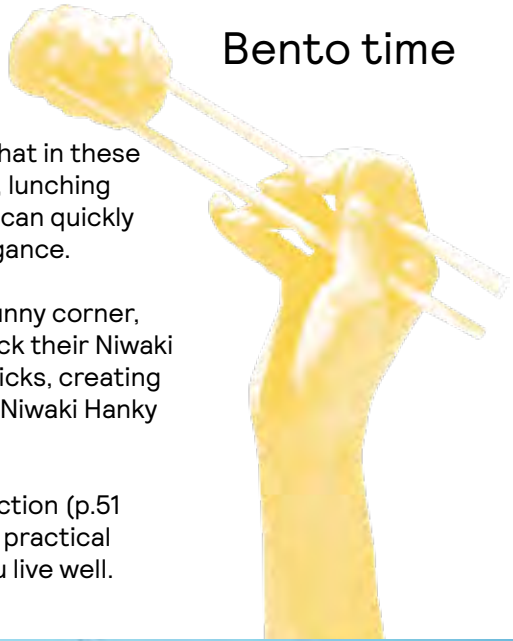 Bento time
hat in these
lunching
can quickly
gance.
unny corner,
ck their Niwaki
icks, creating
Niwaki Hanky
ction (p.51
practical
u live well.